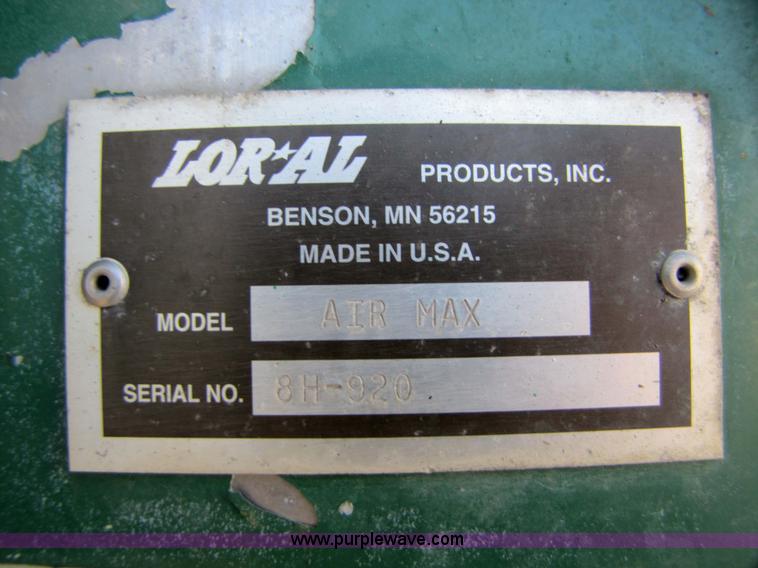 LOR★AL PRODUCTS, INC.
BENSON, MN 56215
MADE IN U.S.A.
MODEL AIR MAX
SERIAL NO. 8H-920
www.purplewave.com